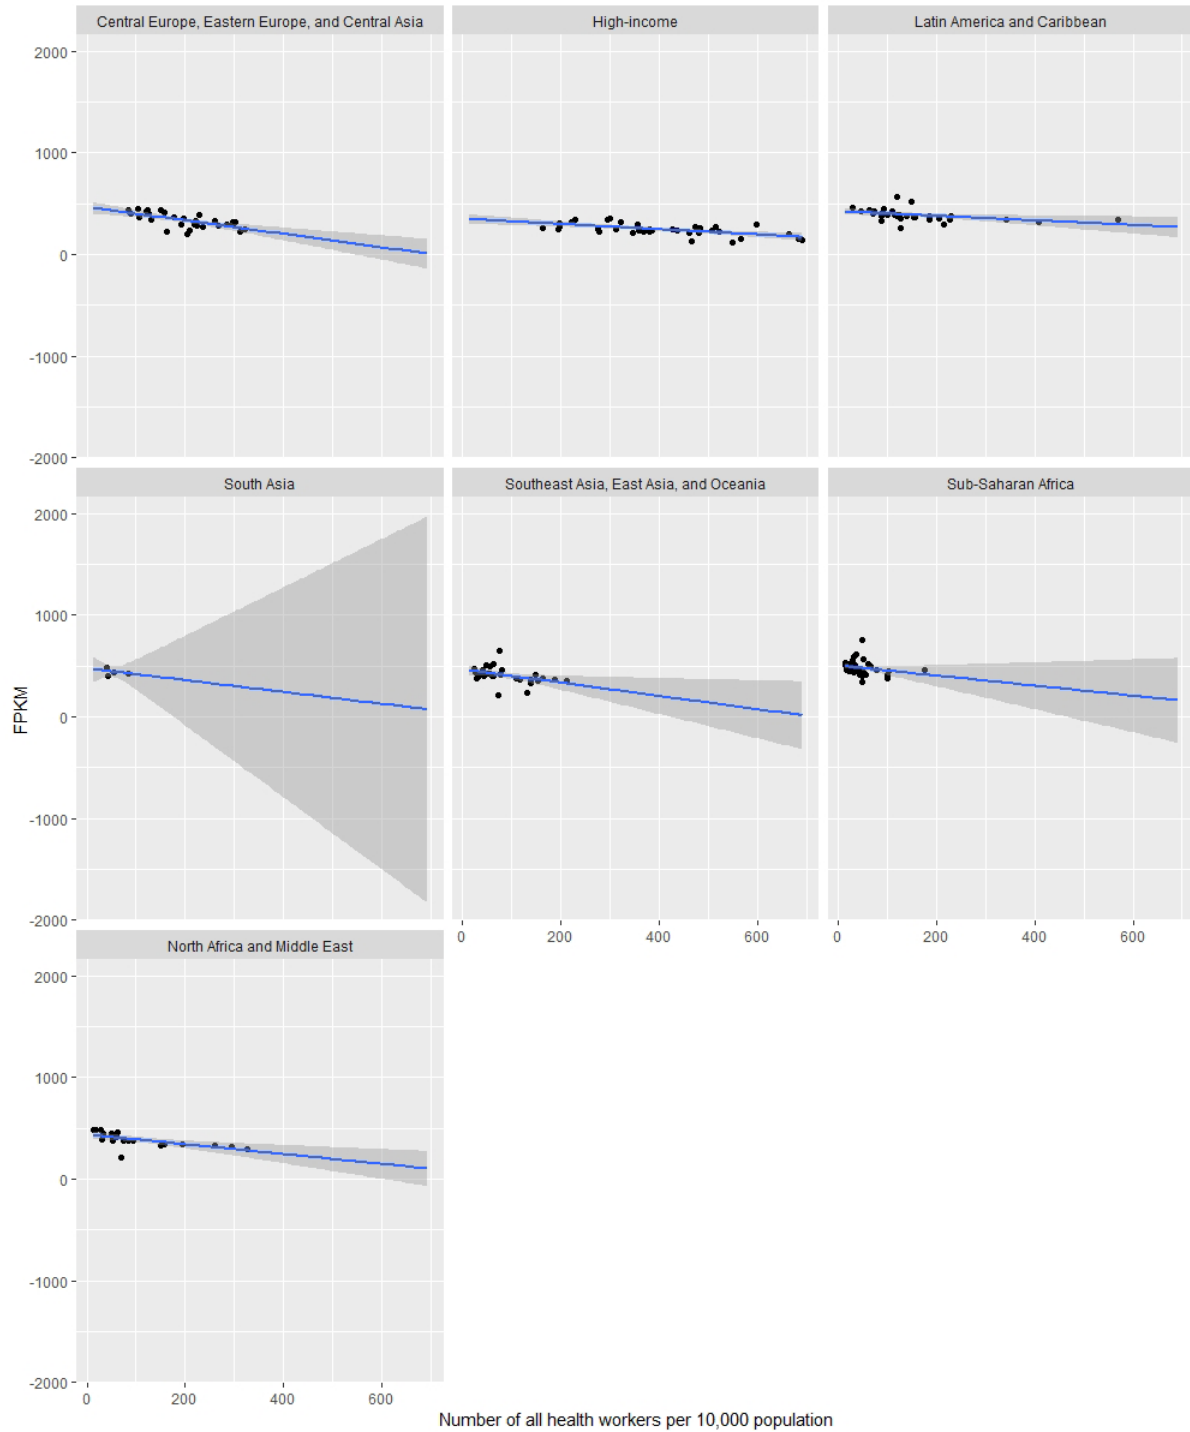 Central Europe, Eastern Europe, and Central Asia
High-income
Latin America and Caribbean
2000
1000
0
-1000
-2000
South Asia
Southeast Asia, East Asia, and Oceania
Sub-Saharan Africa
2000
1000
0
-1000
-2000
FPKM
0 200 400 600
0 200 400 600
North Africa and Middle East
2000
1000
0
-1000
-2000
0 200 400 600
Number of all health workers per 10,000 population